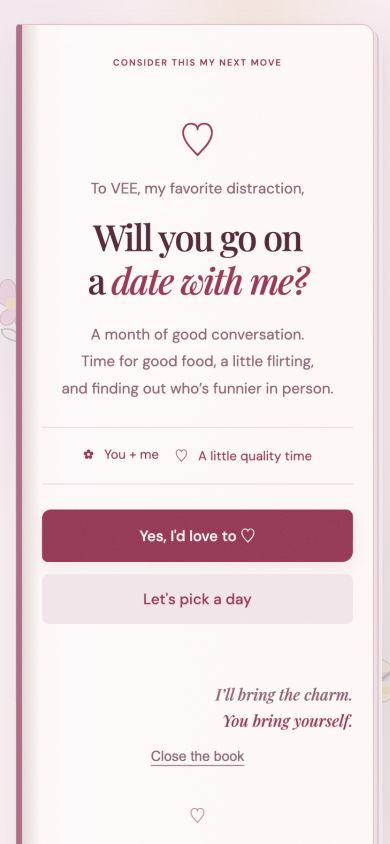 CONSIDER THIS MY NEXT MOVE
To VEE, my favorite distraction,
Will you go on
a date with me?
A month of good conversation.
Time for good food, a little flirting,
and finding out who's funnier in person.
✿ You + me ♡ A little quality time
Yes, I'd love to ♡
Let's pick a day
I'll bring the charm.
You bring yourself.
Close the book